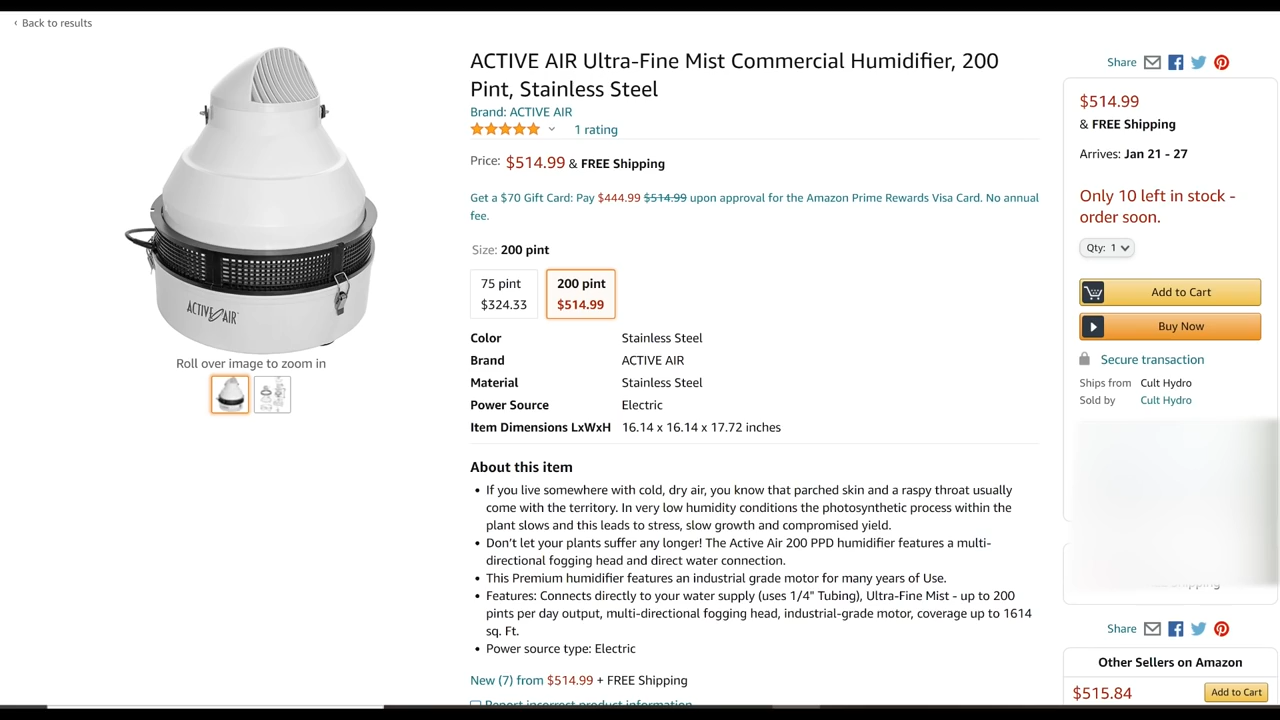 ‹ Back to results
ACTIVE AIR
Roll over image to zoom in
ACTIVE AIR Ultra-Fine Mist Commercial Humidifier, 200
Pint, Stainless Steel
Brand: ACTIVE AIR
1 rating
Price: $514.99 & FREE Shipping
Get a $70 Gift Card: Pay $444.99 $514.99 upon approval for the Amazon Prime Rewards Visa Card. No annual
fee.
Size: 200 pint
75 pint
$324.33
200 pint
$514.99
Color Stainless Steel
Brand ACTIVE AIR
Material Stainless Steel
Power Source Electric
Item Dimensions LxWxH 16.14 x 16.14 x 17.72 inches
About this item
• If you live somewhere with cold, dry air, you know that parched skin and a raspy throat usually
come with the territory. In very low humidity conditions the photosynthetic process within the
plant slows and this leads to stress, slow growth and compromised yield.
• Don’t let your plants suffer any longer! The Active Air 200 PPD humidifier features a multi-
directional fogging head and direct water connection.
• This Premium humidifier features an industrial grade motor for many years of Use.
• Features: Connects directly to your water supply (uses 1/4" Tubing), Ultra-Fine Mist - up to 200
pints per day output, multi-directional fogging head, industrial-grade motor, coverage up to 1614
sq. Ft.
• Power source type: Electric
New (7) from $514.99 + FREE Shipping
Report incorrect product information
Share
$514.99
& FREE Shipping
Arrives: Jan 21 - 27
Only 10 left in stock -
order soon.
Qty: 1
Add to Cart
Buy Now
Secure transaction
Ships from Cult Hydro
Sold by Cult Hydro
Shipping
Share
Other Sellers on Amazon
$515.84
Add to Cart